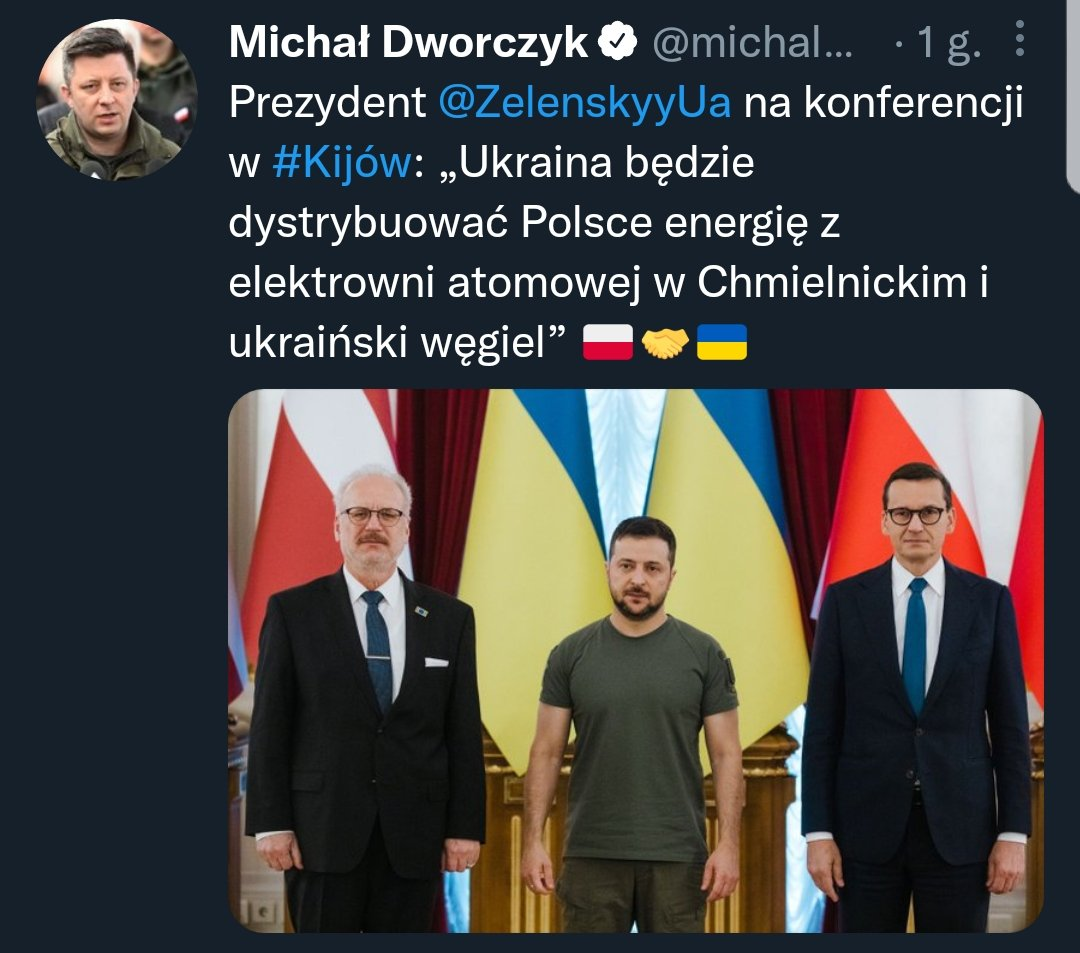 Michał Dworczyk @michal... · 1 g.
Prezydent @ZelenskyyUa na konferencji
w #Kijów: „Ukraina będzie
dystrybuować Polsce energię z
elektrowni atomowej w Chmielnickim i
ukraiński węgiel” 🇵🇱🤝🇺🇦